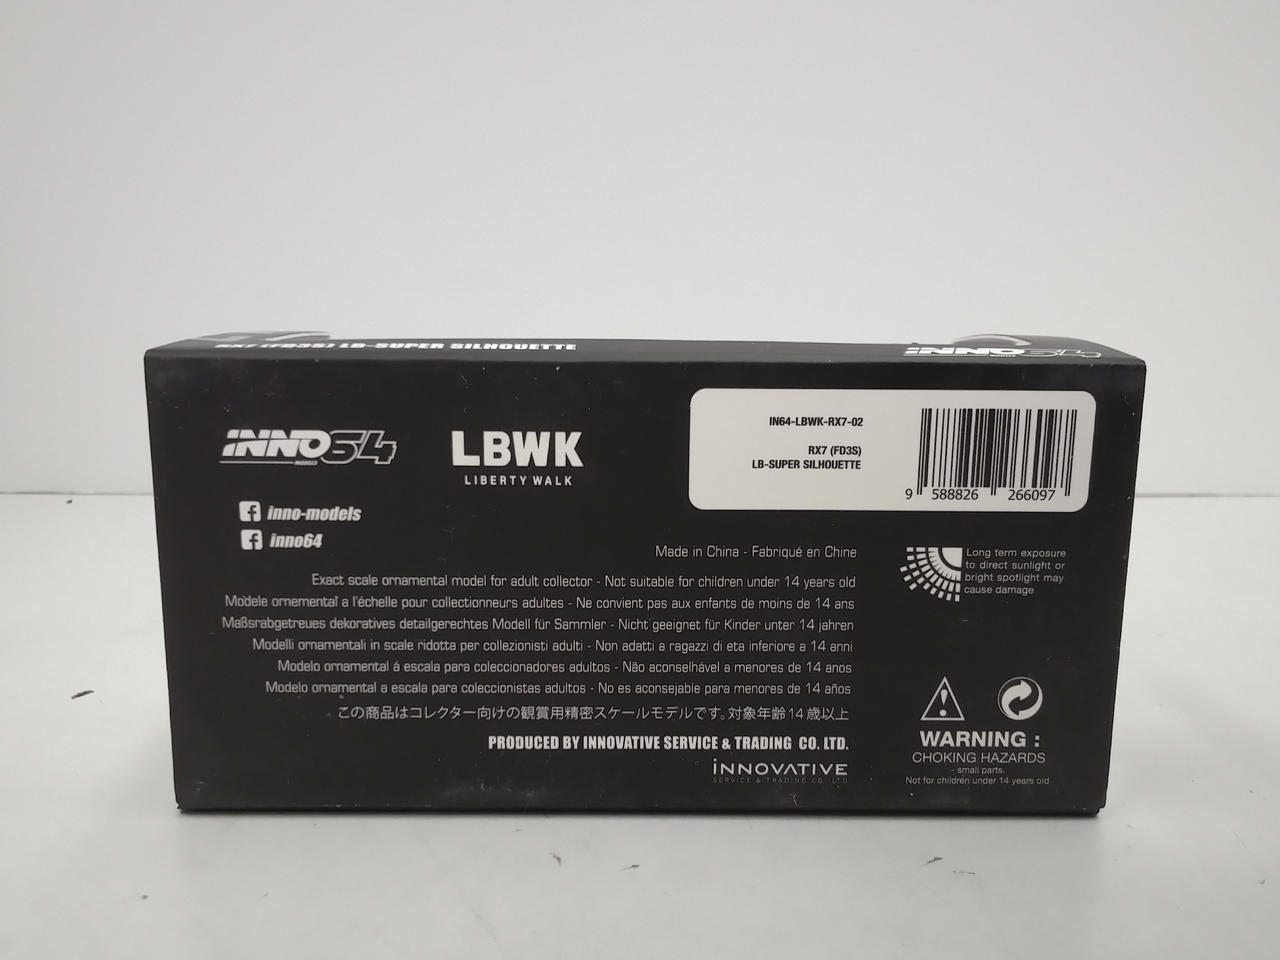 RX7 (FD3S) LB-SUPER SILHOUETTE
INNO64
MODELS
INNO64
MODELS
LBWK
LIBERTY WALK
IN64-LBWK-RX7-02
RX7 (FD3S)
LB-SUPER SILHOUETTE
9 588826 266097
inno-models
inno64
Made in China - Fabriqué en Chine
Exact scale ornamental model for adult collector - Not suitable for children under 14 years old
Modèle ornemental a l'échelle pour collectionneurs adultes - Ne convient pas aux enfants de moins de 14 ans
Maßsrabgetreues dekoratives detailgerechtes Modell für Sammler - Nicht geeignet für Kinder unter 14 jahren
Modelli ornamentali in scale ridotta per collezionisti adulti - Non adatti a ragazzi di eta inferiore a 14 anni
Modelo ornamental á escala para coleccionadores adultos - Não aconselhável a menores de 14 anos
Modelo ornamental a escala para coleccionistas adultos - No es aconsejable para menores de 14 años
この商品はコレクター向けの観賞用精密スケールモデルです。対象年齢14歳以上
PRODUCED BY INNOVATIVE SERVICE & TRADING CO. LTD.
INNOVATIVE
SERVICE & TRADING CO. LTD
Long term exposure
to direct sunlight or
bright spotlight may
cause damage
WARNING :
CHOKING HAZARDS
- small parts.
Not for children under 14 years old